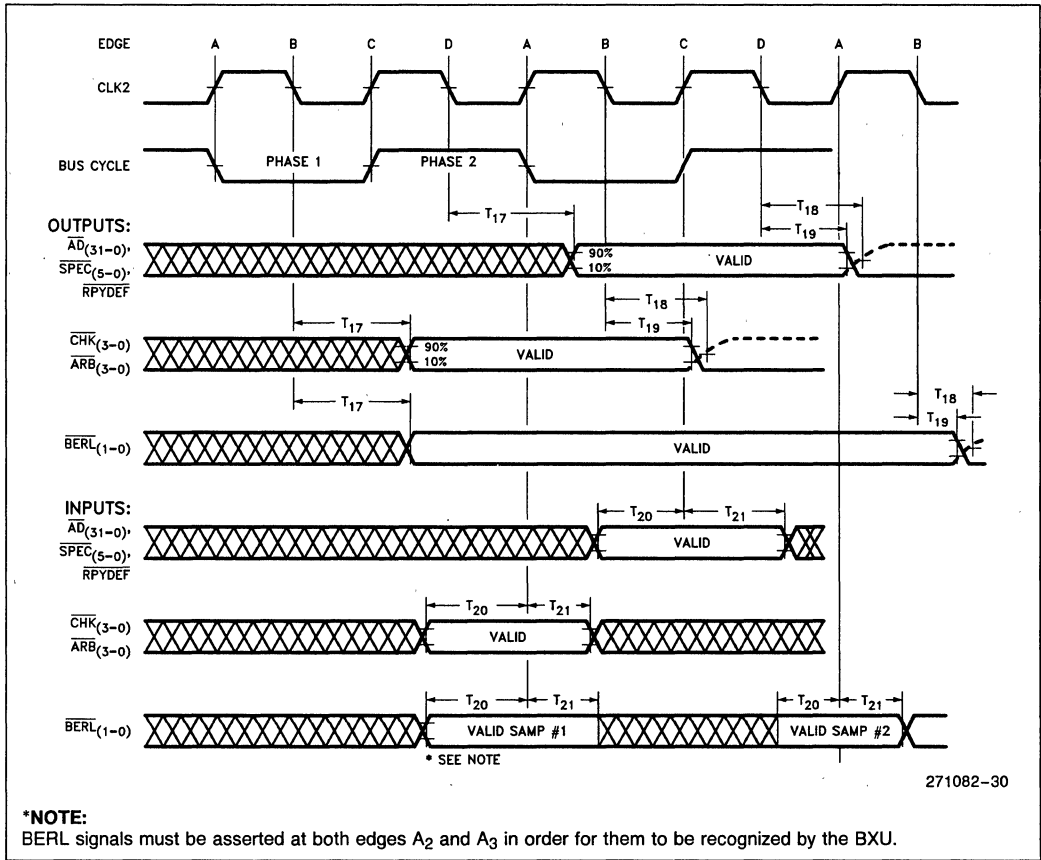 EDGE A B C D A B C D A B
CLK2
BUS CYCLE PHASE 1 PHASE 2
T17 T18
OUTPUTS: T19
AD(31–0),
SPEC(5–0), 90% 10% VALID
RPYDEF
T18
T17 T19
CHK(3–0) 90%
ARB(3–0) 10% VALID
T17 T18
T19
BERL(1–0) VALID
INPUTS: T20 T21
AD(31–0),
SPEC(5–0), VALID
RPYDEF
T20 T21
CHK(3–0)
ARB(3–0) VALID
T20 T21 T20 T21
BERL(1–0) VALID SAMP #1 VALID SAMP #2
* SEE NOTE
271082–30
*NOTE:
BERL signals must be asserted at both edges A2 and A3 in order for them to be recognized by the BXU.